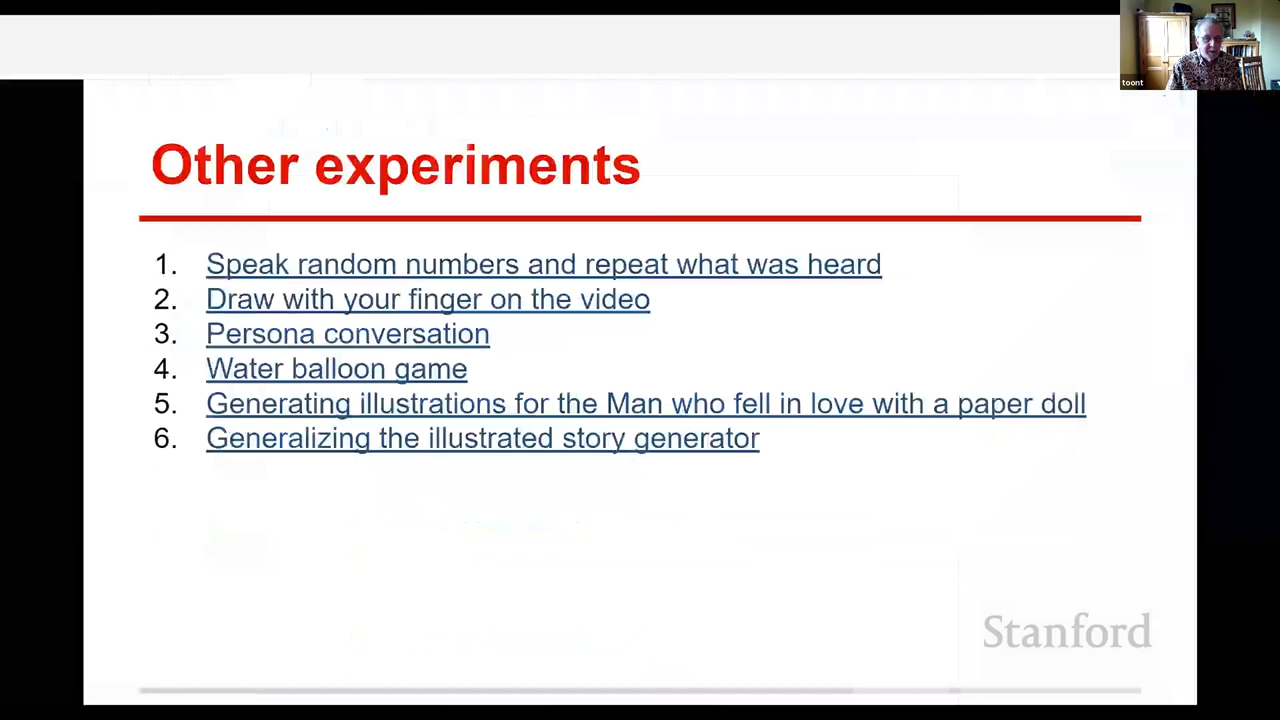 toont
Other experiments
1. Speak random numbers and repeat what was heard
2. Draw with your finger on the video
3. Persona conversation
4. Water balloon game
5. Generating illustrations for the Man who fell in love with a paper doll
6. Generalizing the illustrated story generator
Stanford